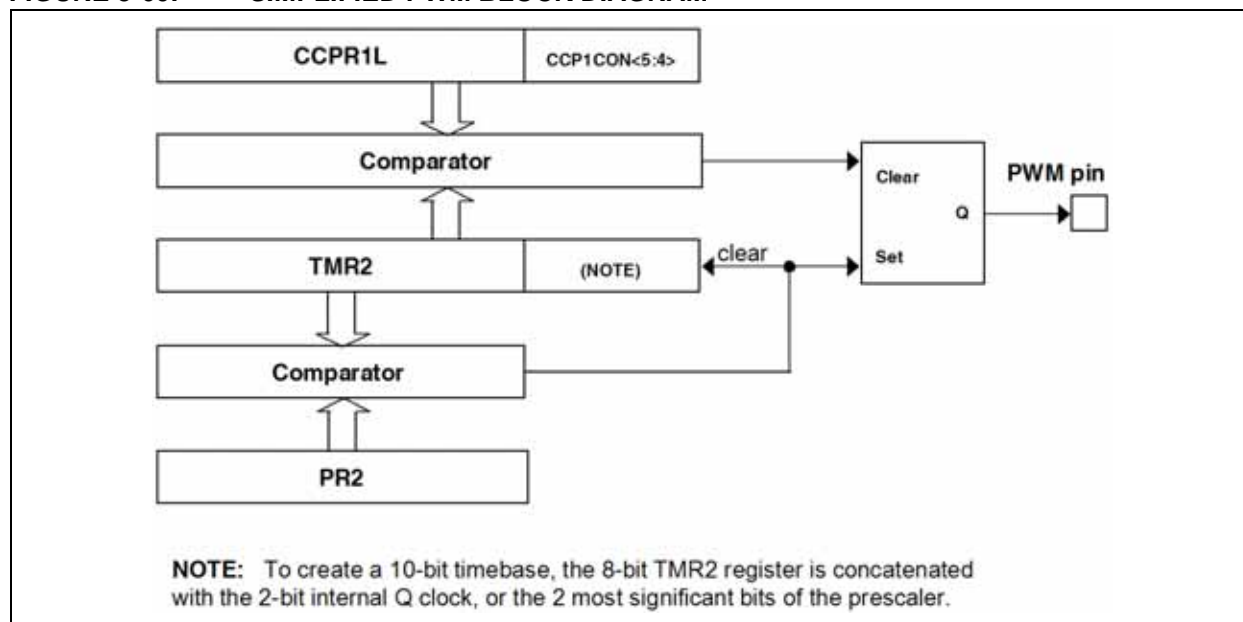 CCPR1L
CCP1CON<5:4>
Comparator
Clear
PWM pin
Q
TMR2
(NOTE)
clear
Set
Comparator
PR2
NOTE: To create a 10-bit timebase, the 8-bit TMR2 register is concatenated
with the 2-bit internal Q clock, or the 2 most significant bits of the prescaler.